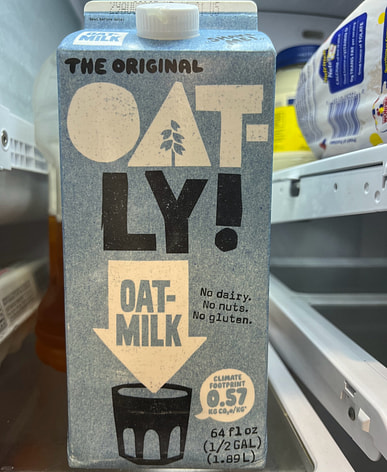 MILK
THE ORIGINAL
OAT-
LY!
OAT-
MILK
No dairy.
No nuts.
No gluten.
CLIMATE
FOOTPRINT
0.57
KG CO₂e/KG*
64 fl oz
(1/2 GAL)
(1.89L)